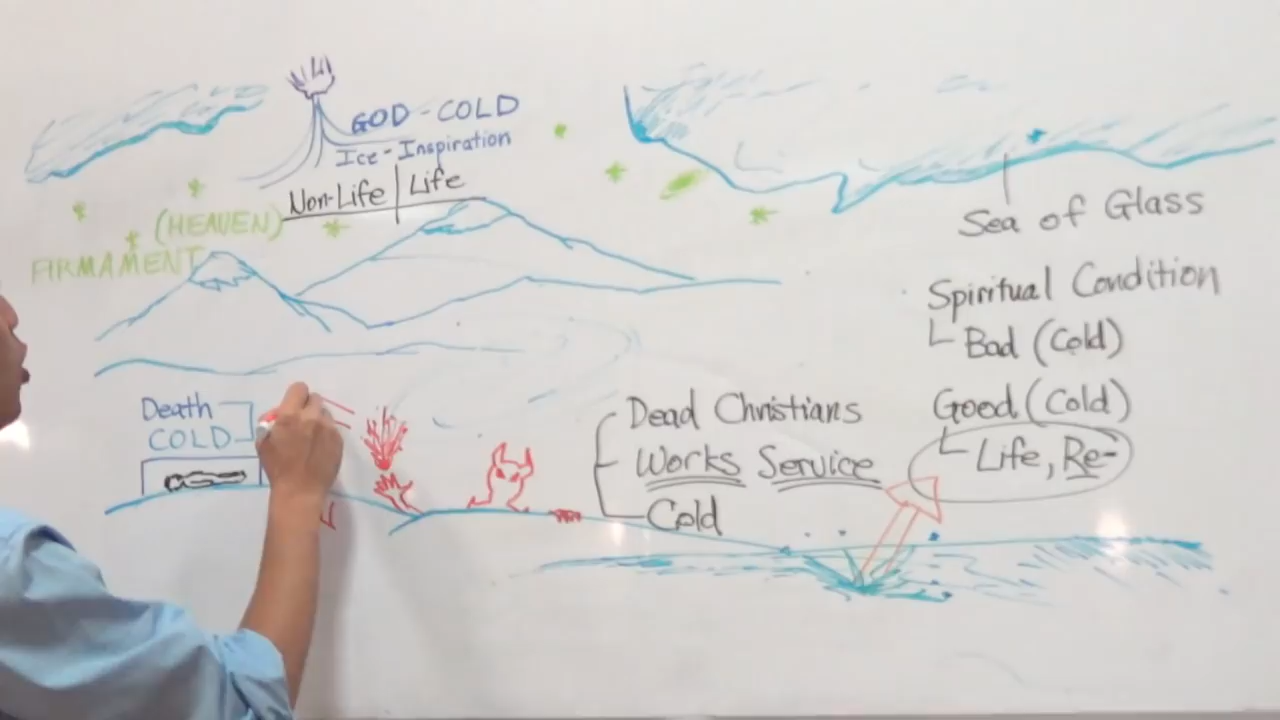 GOD - COLD
Ice - Inspiration
Non-Life | Life
(HEAVEN)
FIRMAMENT
Sea of Glass
Spiritual Condition
Bad (Cold)
Good (Cold)
Life, Re-
Death
COLD
Dead Christians
Works Service
Cold